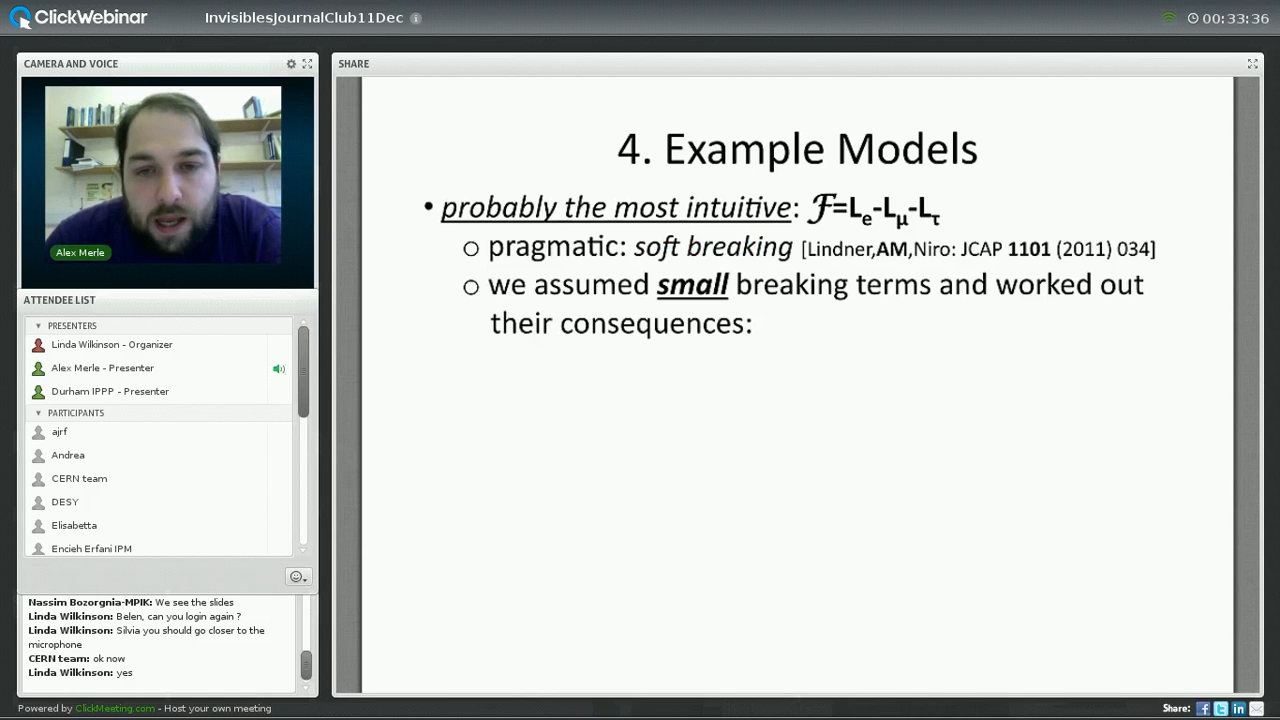 ClickWebinar
InvisiblesJournalClub11Dec
00:33:36
CAMERA AND VOICE
Alex Merle
ATTENDEE LIST
PRESENTERS
Linda Wilkinson - Organizer
Alex Merle - Presenter
Durham IPPP - Presenter
PARTICIPANTS
ajrf
Andrea
CERN team
DESY
Elisabetta
Encieh Erfani IPM
Nassim Bozorgnia-MPIK: We see the slides
Linda Wilkinson: Belen, can you login again ?
Linda Wilkinson: Silvia you should go closer to the
microphone
CERN team: ok now
Linda Wilkinson: yes
SHARE
4. Example Models
• probably the most intuitive: ℱ=Lₑ-L_μ-L_τ
o pragmatic: soft breaking [Lindner,AM,Niro: JCAP 1101 (2011) 034]
o we assumed small breaking terms and worked out
their consequences:
Powered by ClickMeeting.com - Host your own meeting
Share: